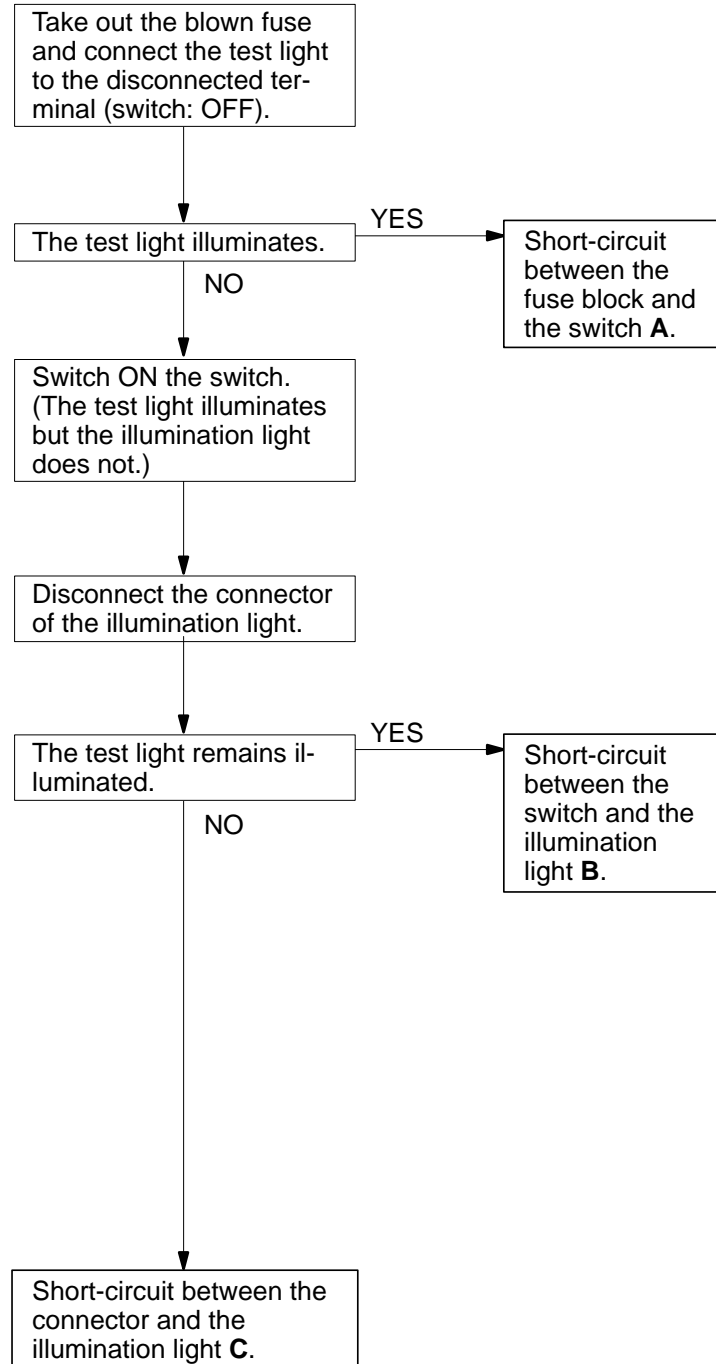 Take out the blown fuse
and connect the test light
to the disconnected ter-
minal (switch: OFF).
The test light illuminates.
YES
Short-circuit
between the
fuse block and
the switch A.
NO
Switch ON the switch.
(The test light illuminates
but the illumination light
does not.)
Disconnect the connector
of the illumination light.
The test light remains il-
luminated.
YES
Short-circuit
between the
switch and the
illumination
light B.
NO
Short-circuit between the
connector and the
illumination light C.